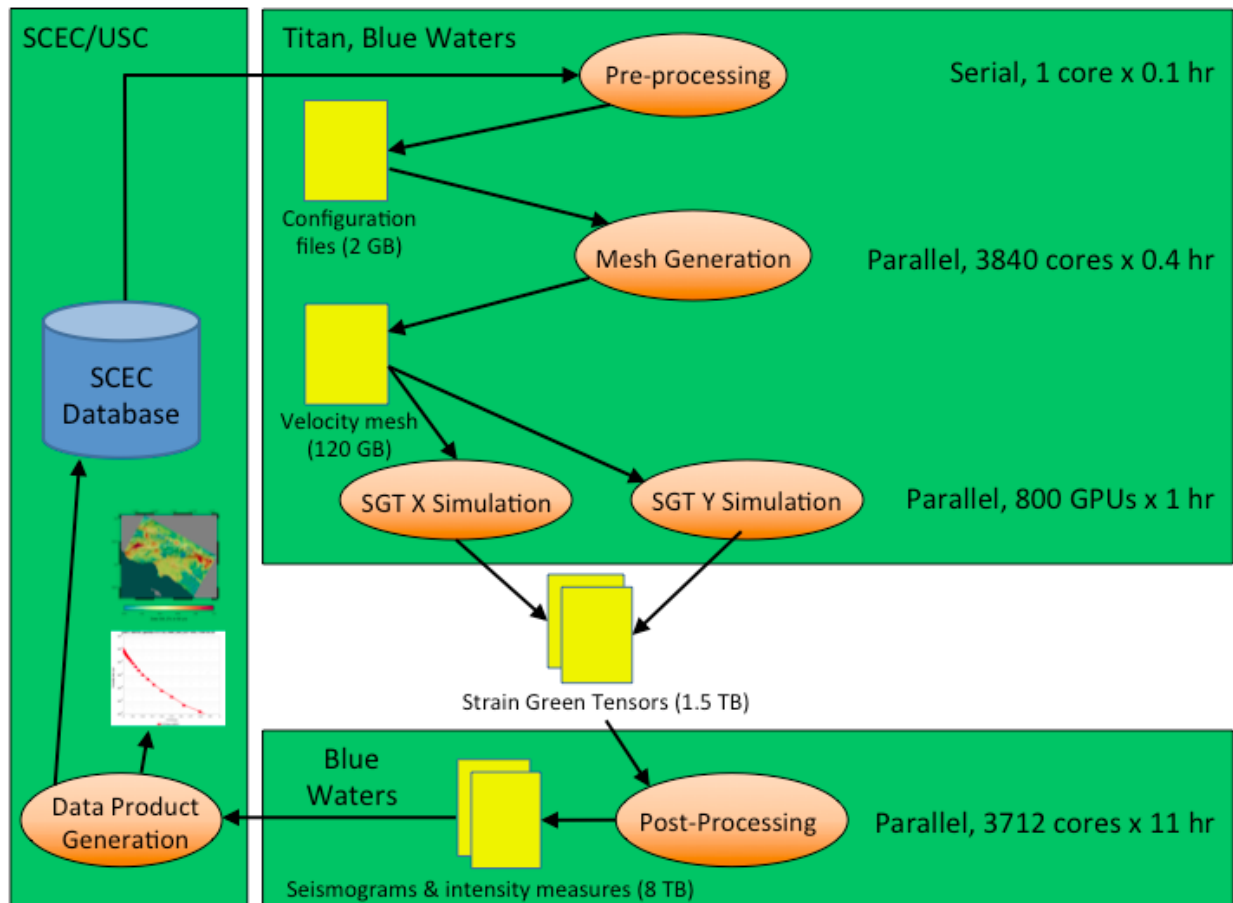 SCEC/USC
Titan, Blue Waters
Pre-processing
Serial, 1 core x 0.1 hr
Configuration
files (2 GB)
Mesh Generation
Parallel, 3840 cores x 0.4 hr
SCEC
Database
Velocity mesh
(120 GB)
SGT X Simulation
SGT Y Simulation
Parallel, 800 GPUs x 1 hr
Strain Green Tensors (1.5 TB)
Blue
Waters
Data Product
Generation
Post-Processing
Parallel, 3712 cores x 11 hr
Seismograms & intensity measures (8 TB)